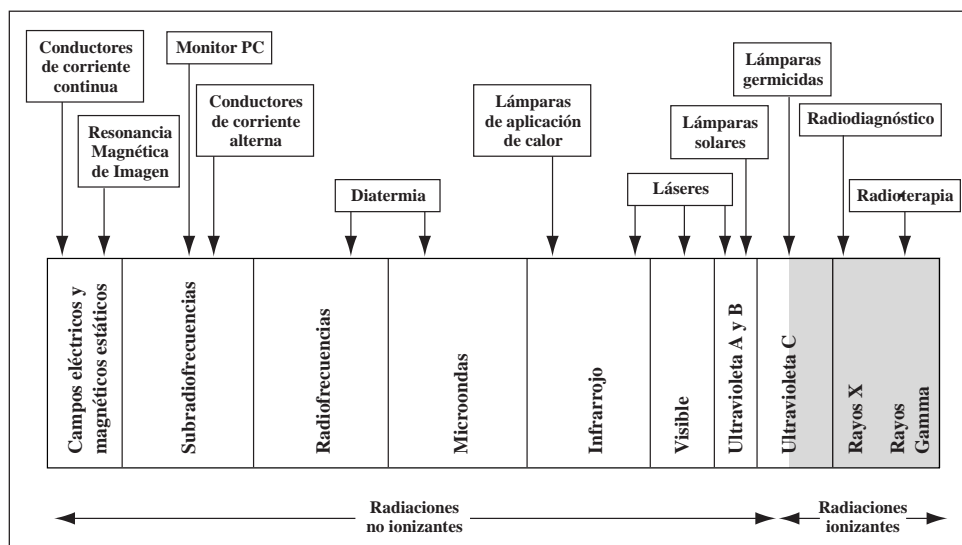 Conductores
de corriente
continua
Resonancia
Magnética
de Imagen
Monitor PC
Conductores
de corriente
alterna
Diatermia
Lámparas
de aplicación
de calor
Láseres
Lámparas
solares
Lámparas
germicidas
Radiodiagnóstico
Radioterapia
Campos eléctricos y
magnéticos estáticos
Subradiofrecuencias
Radiofrecuencias
Microondas
Infrarrojo
Visible
Ultravioleta A y B
Ultravioleta C
Rayos X
Rayos
Gamma
Radiaciones
no ionizantes
Radiaciones
ionizantes